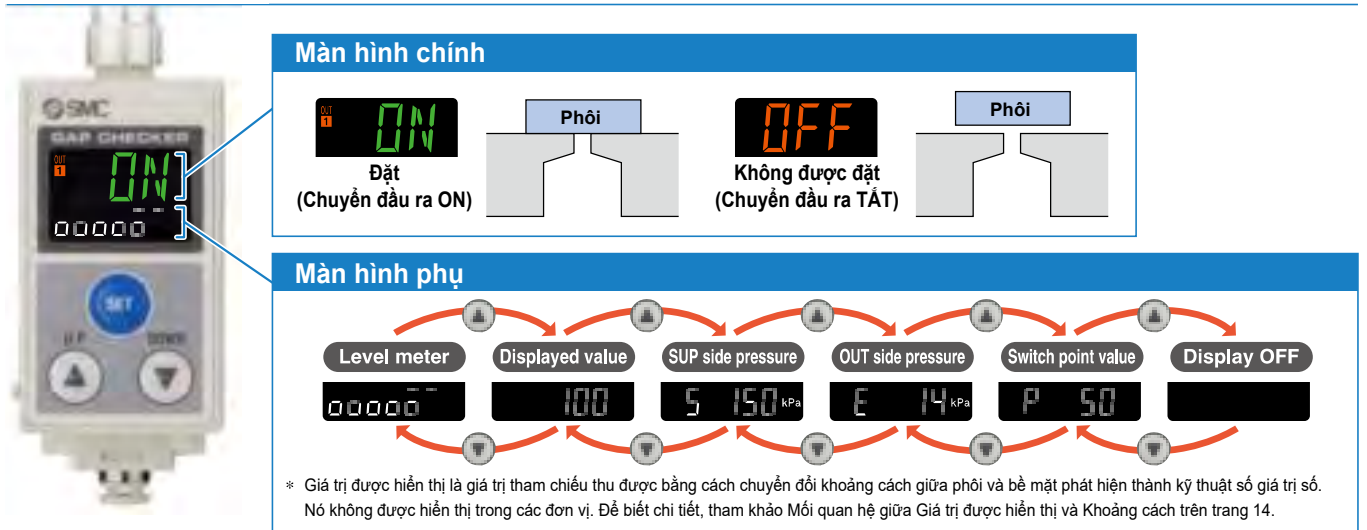 SMC
GAP CHECKER
OUT
1
ON
ooooo
SET
UP
DOWN
Màn hình chính
OUT
1
ON
Phôi
Đặt
(Chuyển đầu ra ON)
OFF
Phôi
Không được đặt
(Chuyển đầu ra TẮT)
Màn hình phụ
Level meter
Displayed value
SUP side pressure
OUT side pressure
Switch point value
Display OFF
ooooo
100
S 150 kPa
E 14 kPa
P 50
* Giá trị được hiển thị là giá trị tham chiếu thu được bằng cách chuyển đổi khoảng cách giữa phôi và bề mặt phát hiện thành kỹ thuật số giá trị số.
Nó không được hiển thị trong các đơn vị. Để biết chi tiết, tham khảo Mối quan hệ giữa Giá trị được hiển thị và Khoảng cách trên trang 14.